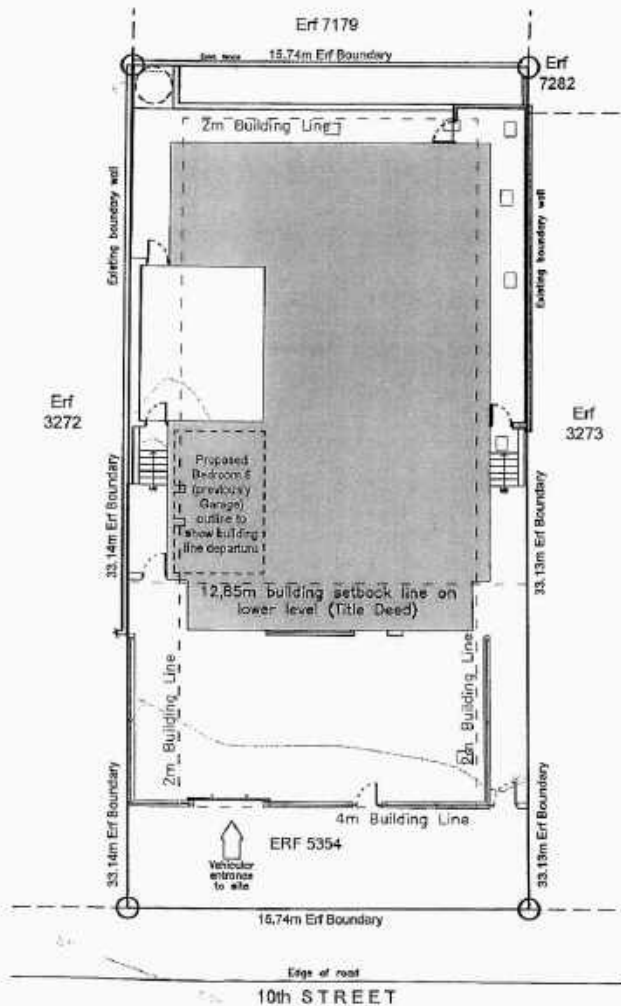 Erf 7179
Exist. fence
15,74m Erf Boundary
Erf
7282
2m Building Line
Existing boundary wall
Existing boundary wall
Erf
3272
Erf
3273
Proposed
Bedroom 6
(previously
Garage)
outline to
show building
line departure
33.14m Erf Boundary
33.13m Erf Boundary
12,85m building setback line on
lower level (Title Deed)
2m Building Line
2m Building Line
4m Building Line
33,14m Erf Boundary
33,13m Erf Boundary
ERF 5354
Vehicular
entrance
to site
15,74m Erf Boundary
Edge of road
10th STREET